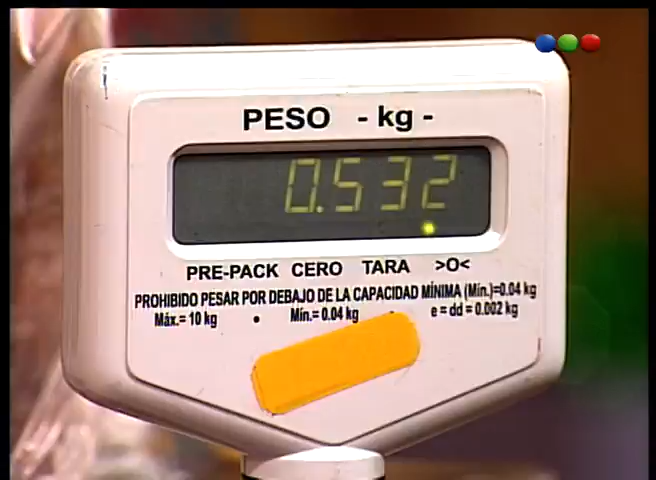 PESO - kg -
0.532
PRE-PACK CERO TARA >O<
PROHIBIDO PESAR POR DEBAJO DE LA CAPACIDAD MÍNIMA (Mín.)=0.04 kg
Máx.= 10 kg • Mín.= 0.04 kg e = dd = 0.002 kg